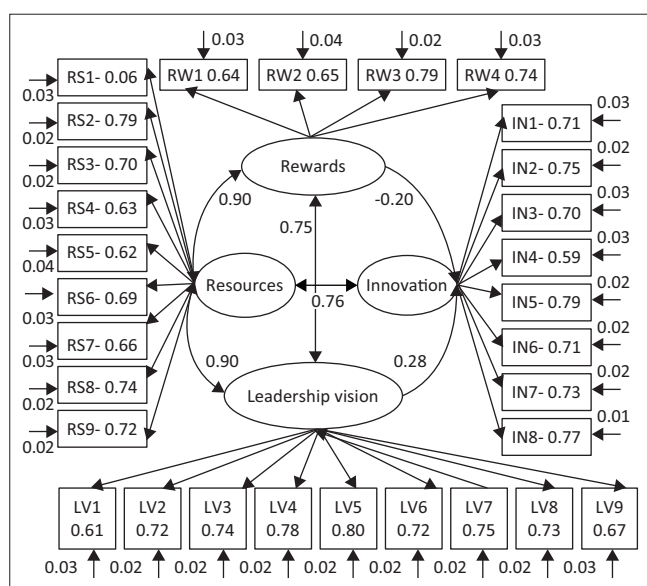 0.03
0.04
0.02
0.03
RW1 0.64
RW2 0.65
RW3 0.79
RW4 0.74
RS1- 0.06
0.03
RS2- 0.79
0.02
RS3- 0.70
0.02
RS4- 0.63
0.03
RS5- 0.62
0.04
RS6- 0.69
0.03
RS7- 0.66
0.03
RS8- 0.74
0.02
RS9- 0.72
0.02
Rewards
0.90
-0.20
0.75
Resources
Innovation
0.76
0.90
0.28
Leadership vision
IN1- 0.71
0.03
IN2- 0.75
0.02
IN3- 0.70
0.03
IN4- 0.59
0.03
IN5- 0.79
0.02
IN6- 0.71
0.02
IN7- 0.73
0.02
IN8- 0.77
0.01
LV1
0.61
LV2
0.72
LV3
0.74
LV4
0.78
LV5
0.80
LV6
0.72
LV7
0.75
LV8
0.73
LV9
0.67
0.03
0.02
0.02
0.02
0.02
0.02
0.02
0.02
0.03